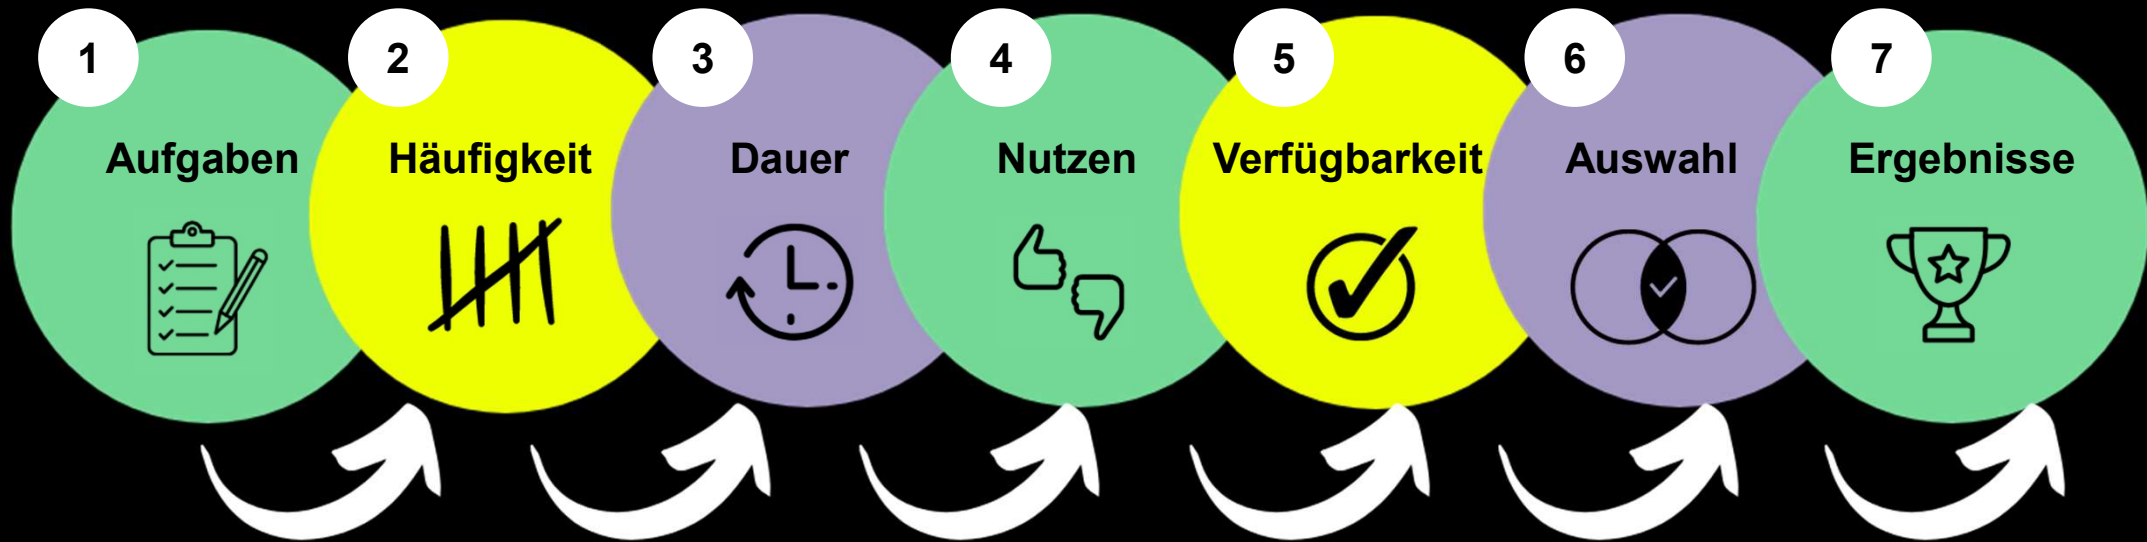 1
Aufgaben
2
Häufigkeit
3
Dauer
4
Nutzen
5
Verfügbarkeit
6
Auswahl
7
Ergebnisse